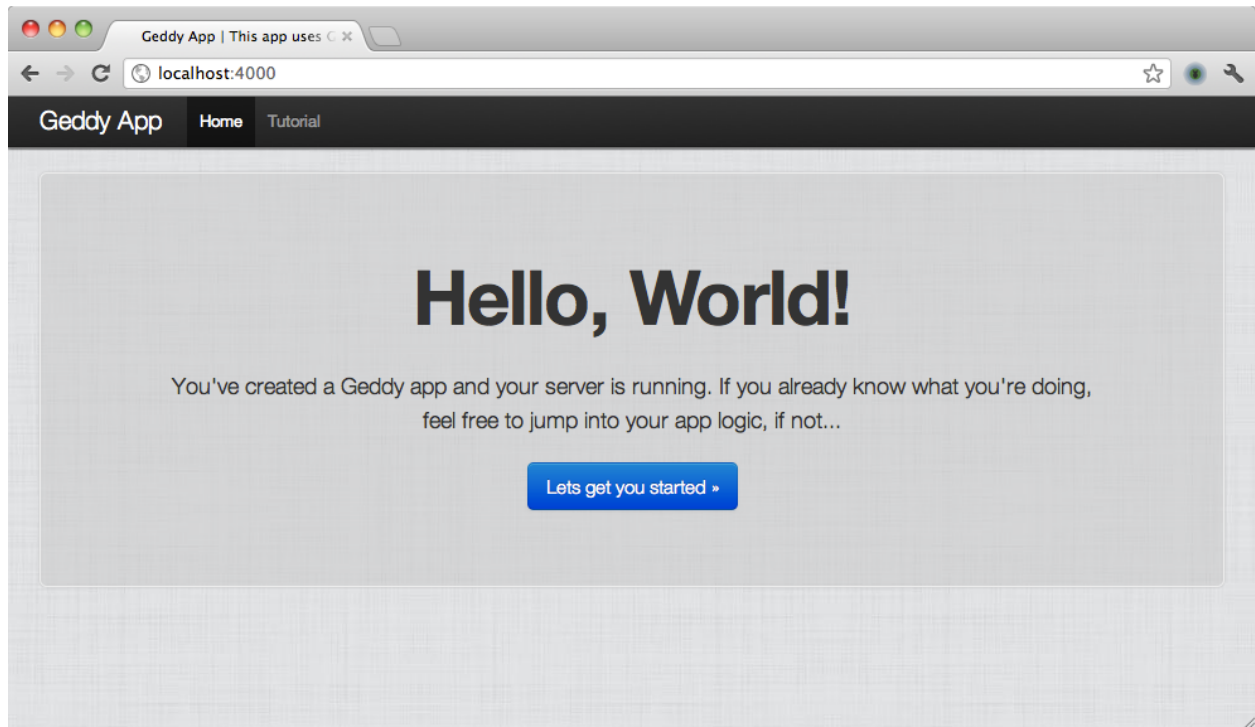 Geddy App | This app uses G
localhost:4000
Geddy App Home Tutorial
Hello, World!
You've created a Geddy app and your server is running. If you already know what you're doing,
feel free to jump into your app logic, if not...
Lets get you started »